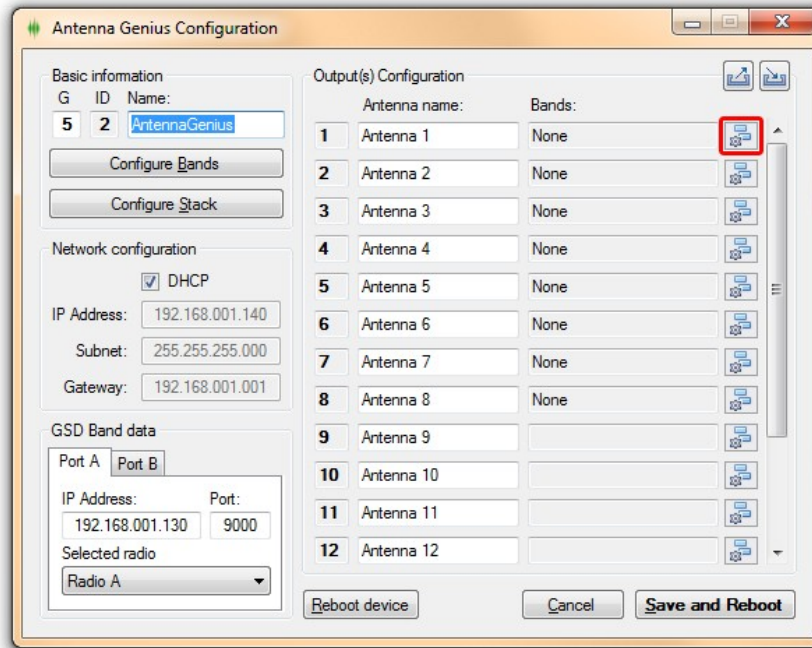 Antenna Genius Configuration
Basic information
G ID Name:
5 2 AntennaGenius
Configure Bands
Configure Stack
Network configuration
DHCP
IP Address: 192.168.001.140
Subnet: 255.255.255.000
Gateway: 192.168.001.001
GSD Band data
Port A Port B
IP Address: Port:
192.168.001.130 9000
Selected radio
Radio A
Output(s) Configuration
Antenna name: Bands:
1 Antenna 1 None
2 Antenna 2 None
3 Antenna 3 None
4 Antenna 4 None
5 Antenna 5 None
6 Antenna 6 None
7 Antenna 7 None
8 Antenna 8 None
9 Antenna 9
10 Antenna 10
11 Antenna 11
12 Antenna 12
Reboot device Cancel Save and Reboot